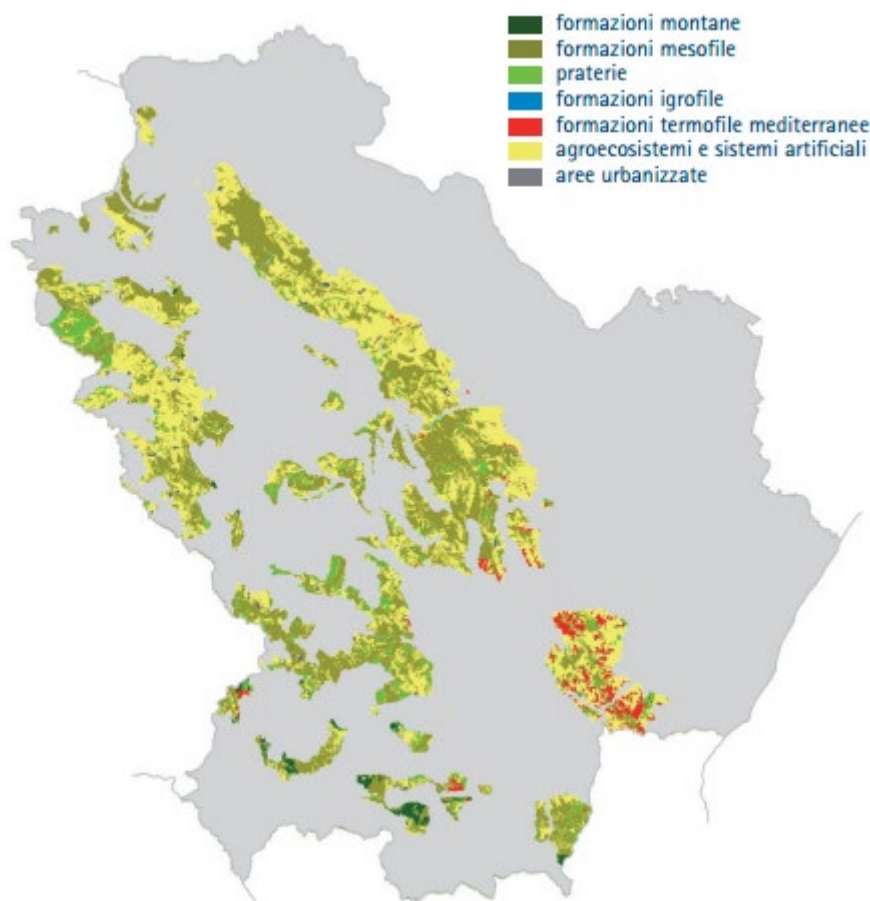 formazioni montane
formazioni mesofile
praterie
formazioni igrofile
formazioni termofile mediterranee
agroecosistemi e sistemi artificiali
aree urbanizzate